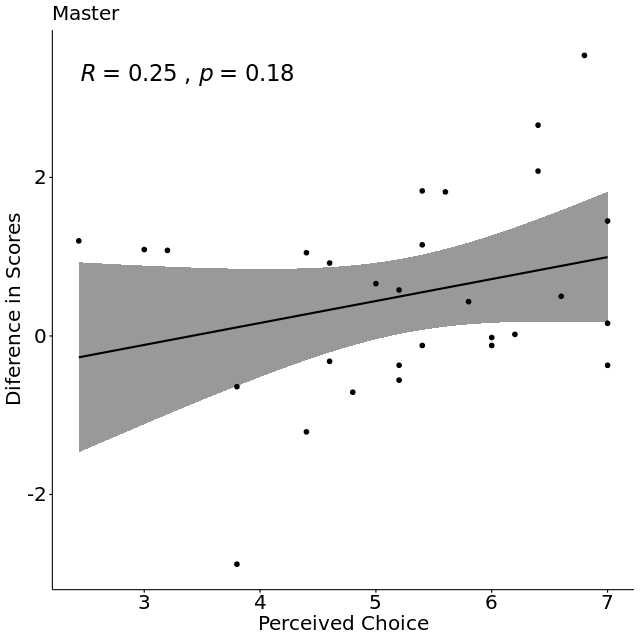 Master
R = 0.25 , p = 0.18
Diference in Scores
2
0
-2
3 4 5 6 7
Perceived Choice